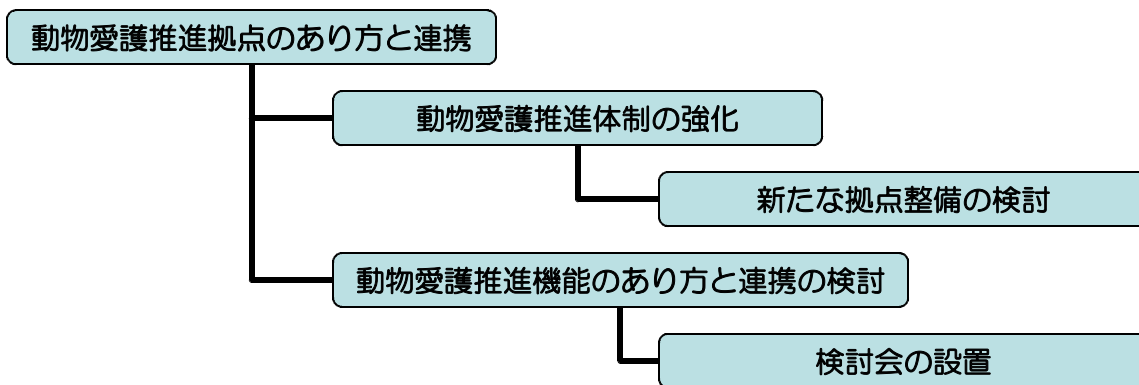 動物愛護推進拠点のあり方と連携
動物愛護推進体制の強化
新たな拠点整備の検討
動物愛護推進機能のあり方と連携の検討
検討会の設置